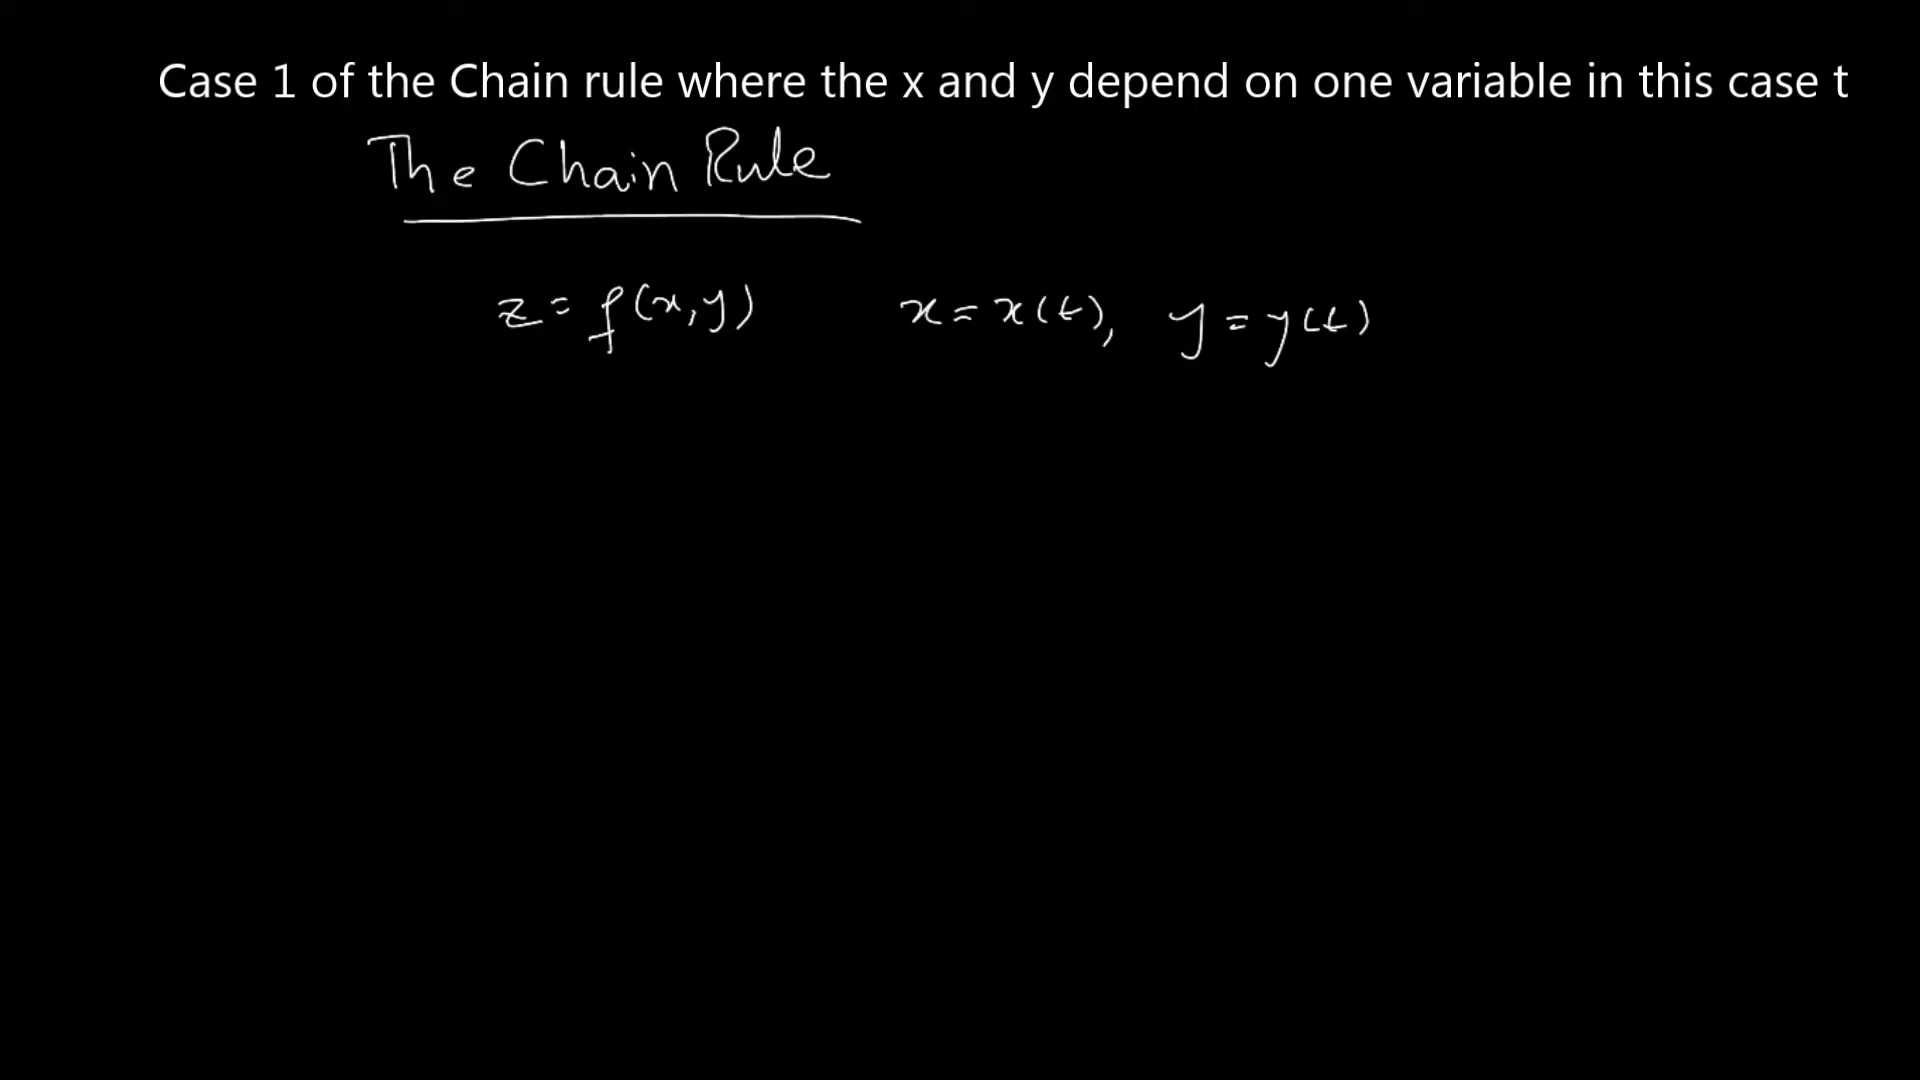 Case 1 of the Chain rule where the x and y depend on one variable in this case t
The Chain Rule
z = f(x,y) x = x(t), y = y(t)